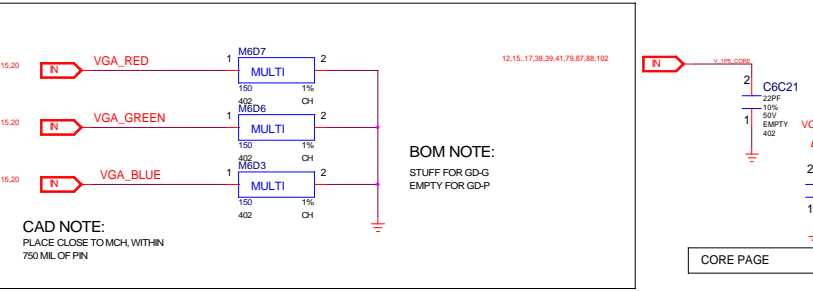 15,20
IN
VGA_RED
1
M6D7
2
MULTI
150
1%
402
CH
15,20
IN
VGA_GREEN
1
M6D6
2
MULTI
150
1%
402
CH
15,20
IN
VGA_BLUE
1
M6D3
2
MULTI
150
1%
402
CH
CAD NOTE:
PLACE CLOSE TO MCH, WITHIN
750 MIL OF PIN
BOM NOTE:
STUFF FOR GD-G
EMPTY FOR GD-P
12,15..17,38,39,41,79,87,88,102
IN
V_1P5_CORE
2
C6C21
22PF
10%
50V
EMPTY
402
1
2
1
CORE PAGE